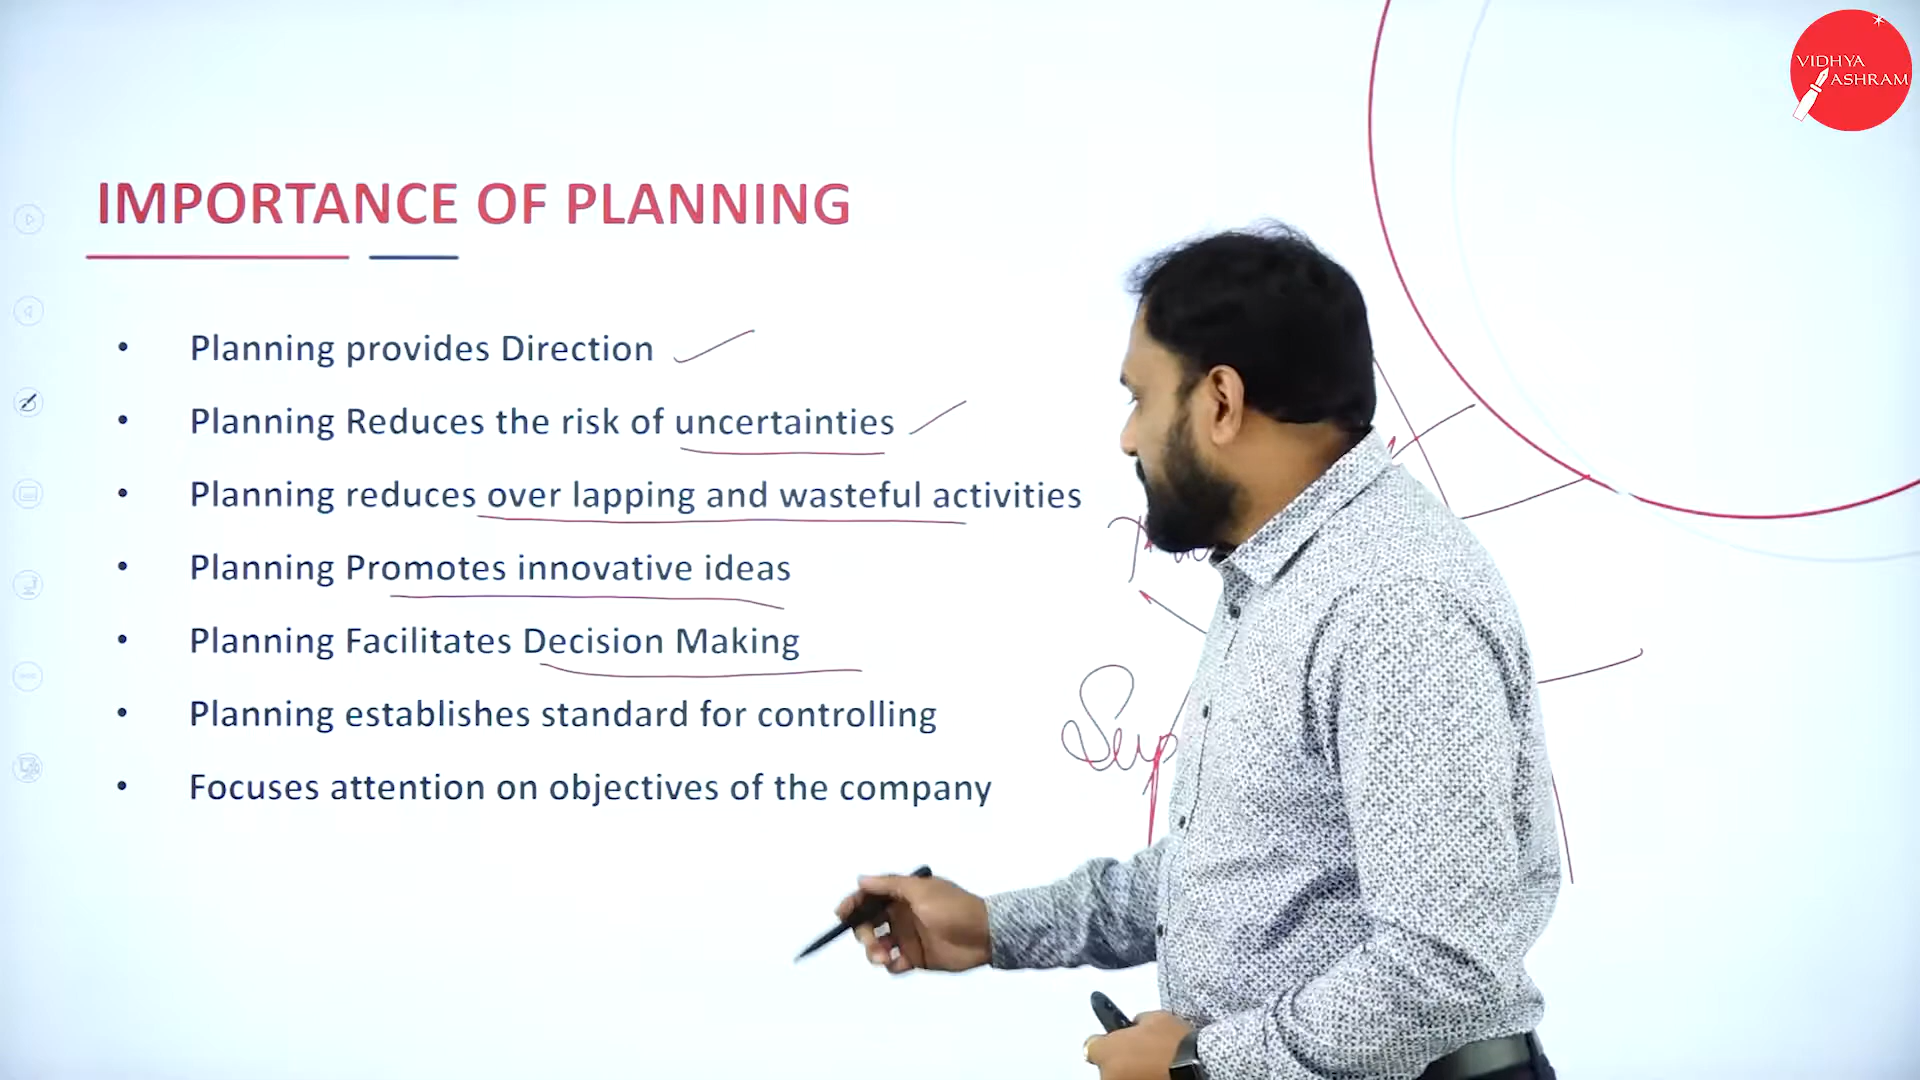 VIDHYA
ASHRAM
IMPORTANCE OF PLANNING
• Planning provides Direction
• Planning Reduces the risk of uncertainties
• Planning reduces over lapping and wasteful activities
• Planning Promotes innovative ideas
• Planning Facilitates Decision Making
• Planning establishes standard for controlling
• Focuses attention on objectives of the company